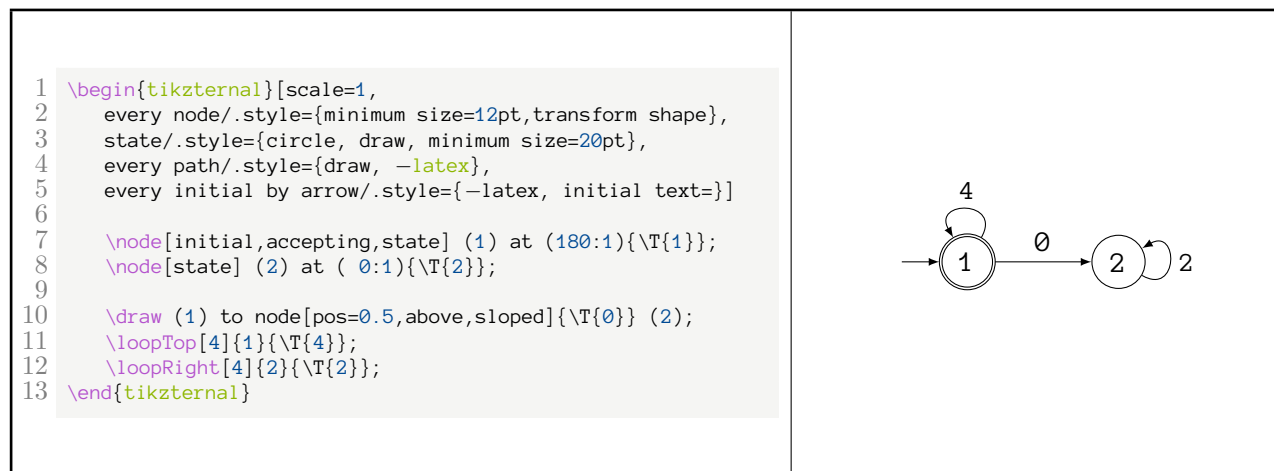 1 \begin{tikzternal}[scale=1,
2 every node/.style={minimum size=12pt,transform shape},
3 state/.style={circle, draw, minimum size=20pt},
4 every path/.style={draw, −latex},
5 every initial by arrow/.style={−latex, initial text=}]
6
7 \node[initial,accepting,state] (1) at (180:1){\T{1}};
8 \node[state] (2) at ( 0:1){\T{2}};
9
10 \draw (1) to node[pos=0.5,above,sloped]{\T{0}} (2);
11 \loopTop[4]{1}{\T{4}};
12 \loopRight[4]{2}{\T{2}};
13 \end{tikzternal}
4
0
1 2 2